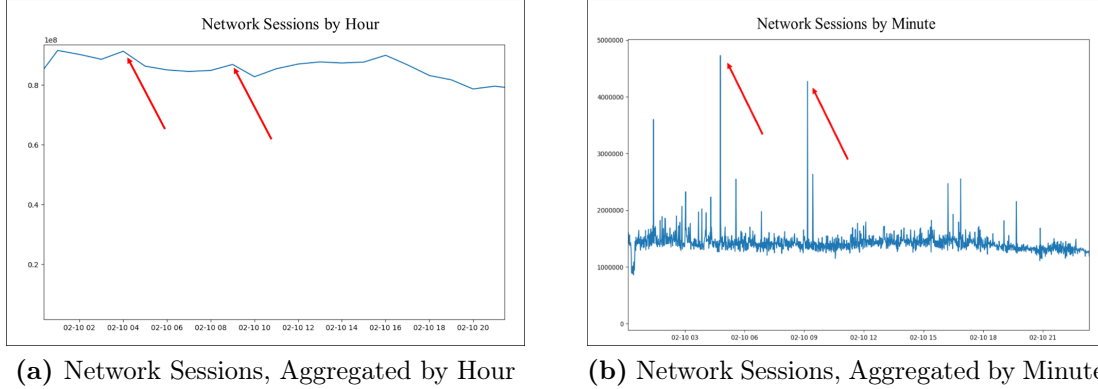 Network Sessions by Hour
1e8
0.8
0.6
0.4
0.2
02-10 02 02-10 04 02-10 06 02-10 08 02-10 10 02-10 12 02-10 14 02-10 16 02-10 18 02-10 20
(a) Network Sessions, Aggregated by Hour
Network Sessions by Minute
5000000
4000000
3000000
2000000
1000000
0
02-10 03 02-10 06 02-10 09 02-10 12 02-10 15 02-10 18 02-10 21
(b) Network Sessions, Aggregated by Minute